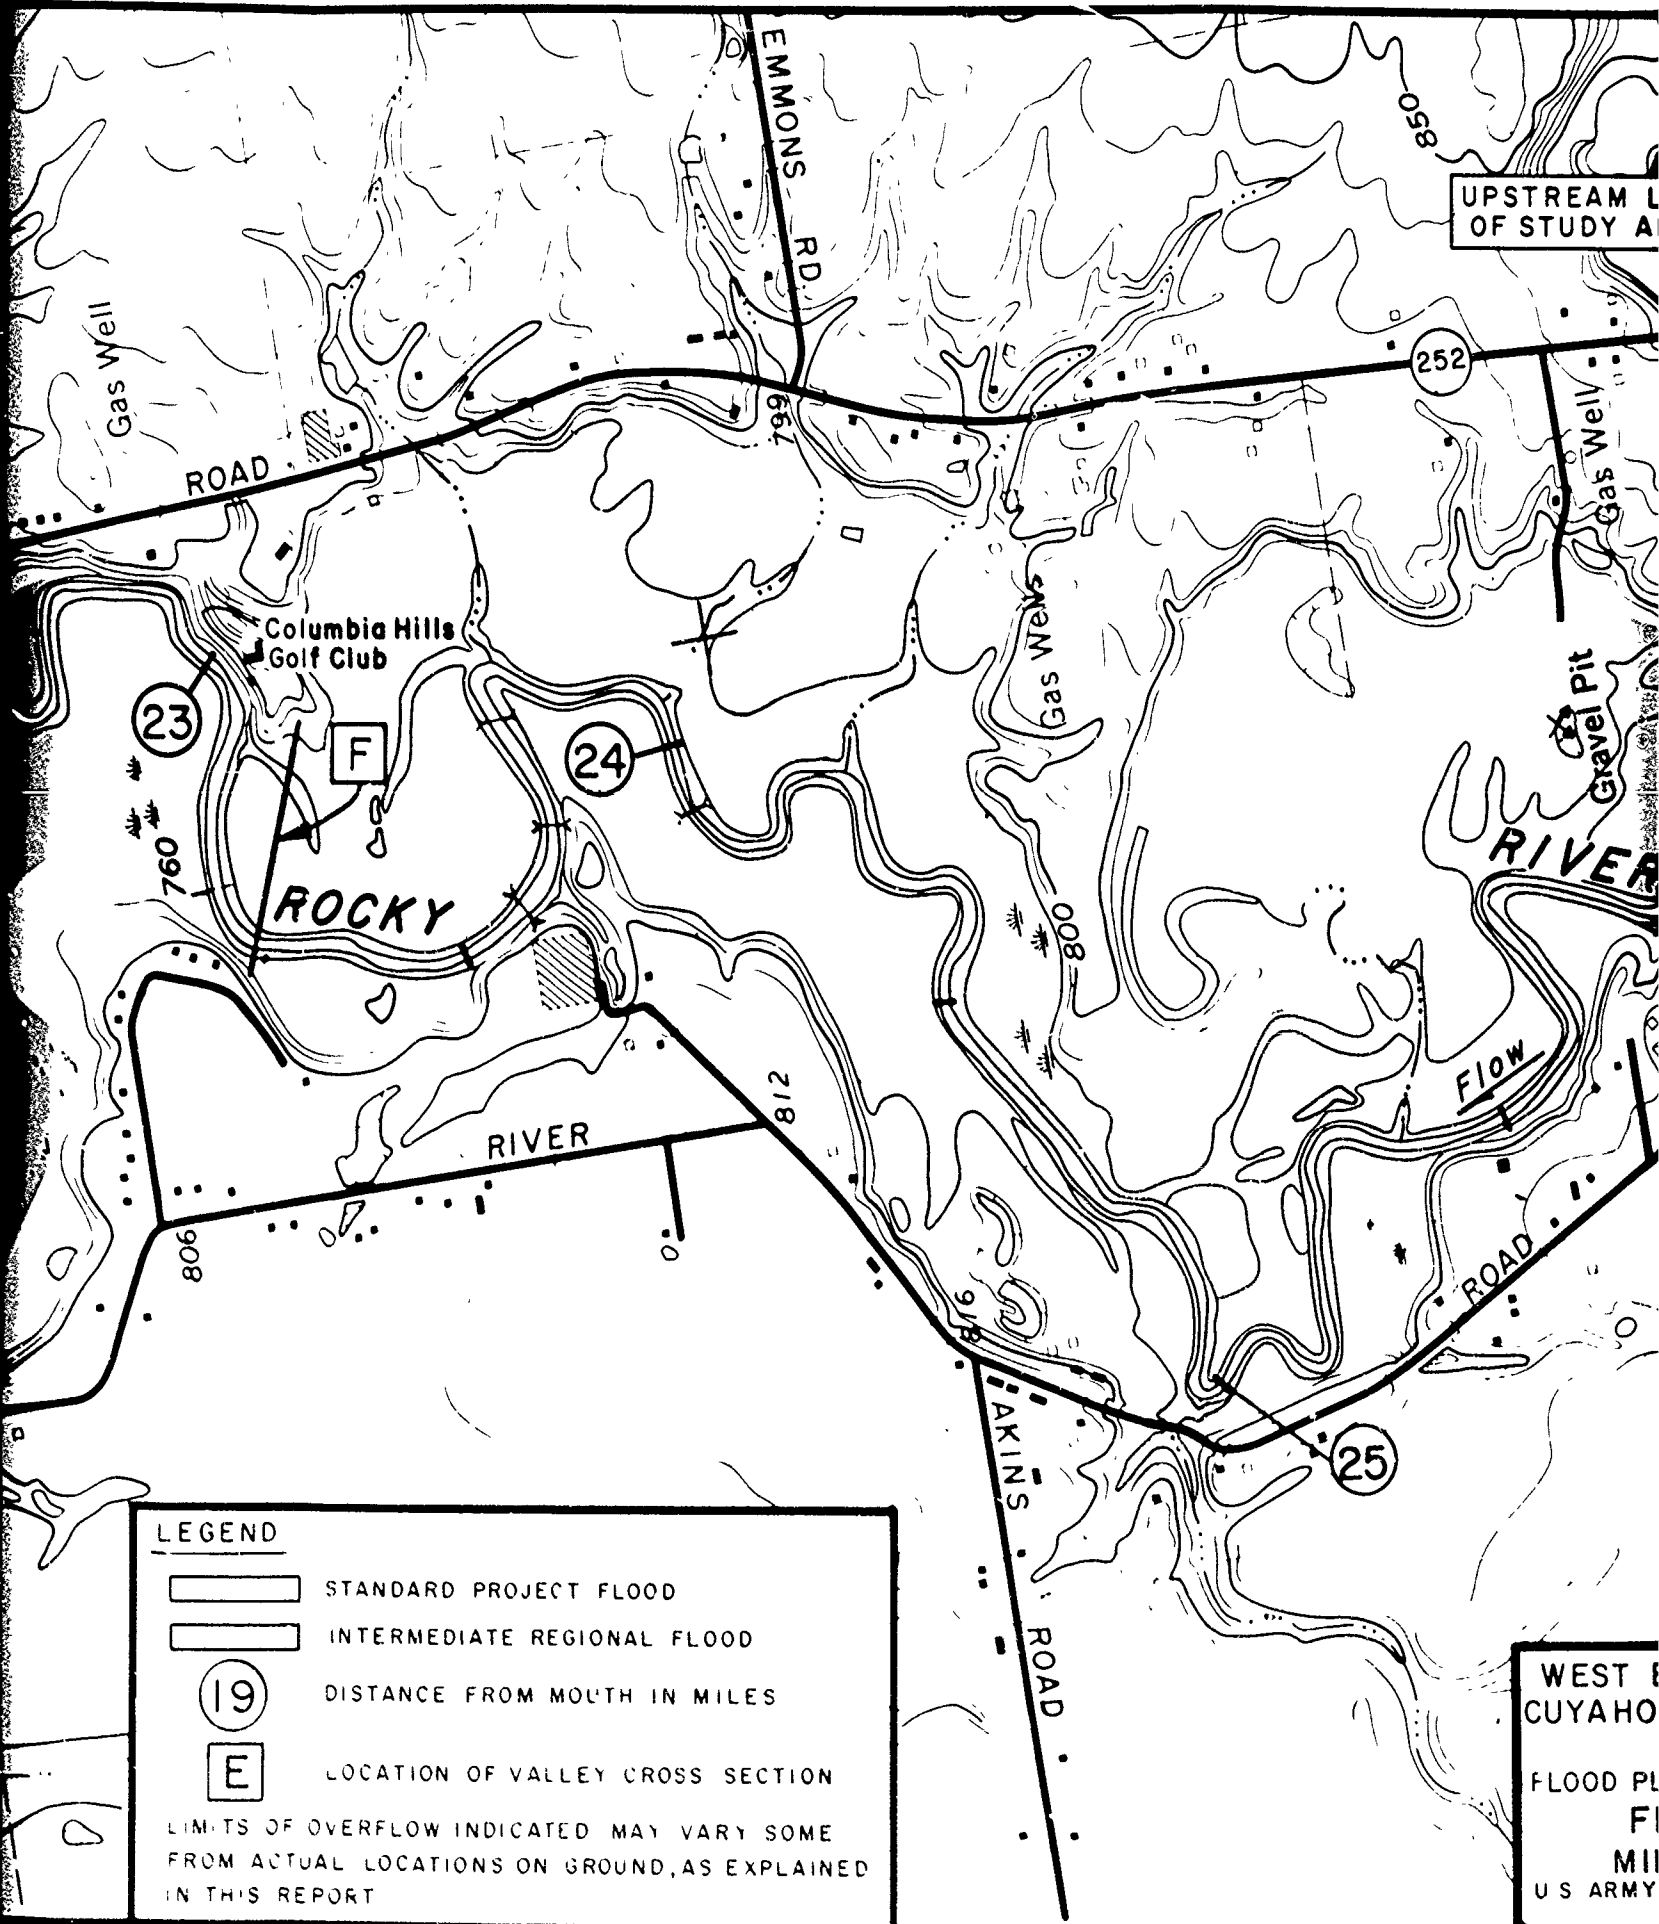 EMMONS RD.
850
UPSTREAM L
OF STUDY A
Gas Well
252
799
ROAD
Gas Well
Gas Wells
Columbia Hills
Golf Club
23
F
24
Gravel Pit
760
ROCKY
RIVER
800
FlOW
812
RIVER
806
ROAD
816
AKINS ROAD
25
LEGEND
STANDARD PROJECT FLOOD
INTERMEDIATE REGIONAL FLOOD
19 DISTANCE FROM MOUTH IN MILES
E LOCATION OF VALLEY CROSS SECTION
LIMITS OF OVERFLOW INDICATED MAY VARY SOME
FROM ACTUAL LOCATIONS ON GROUND, AS EXPLAINED
IN THIS REPORT
WEST
CUYAHO
FLOOD PL
FL
MIL
U S ARMY